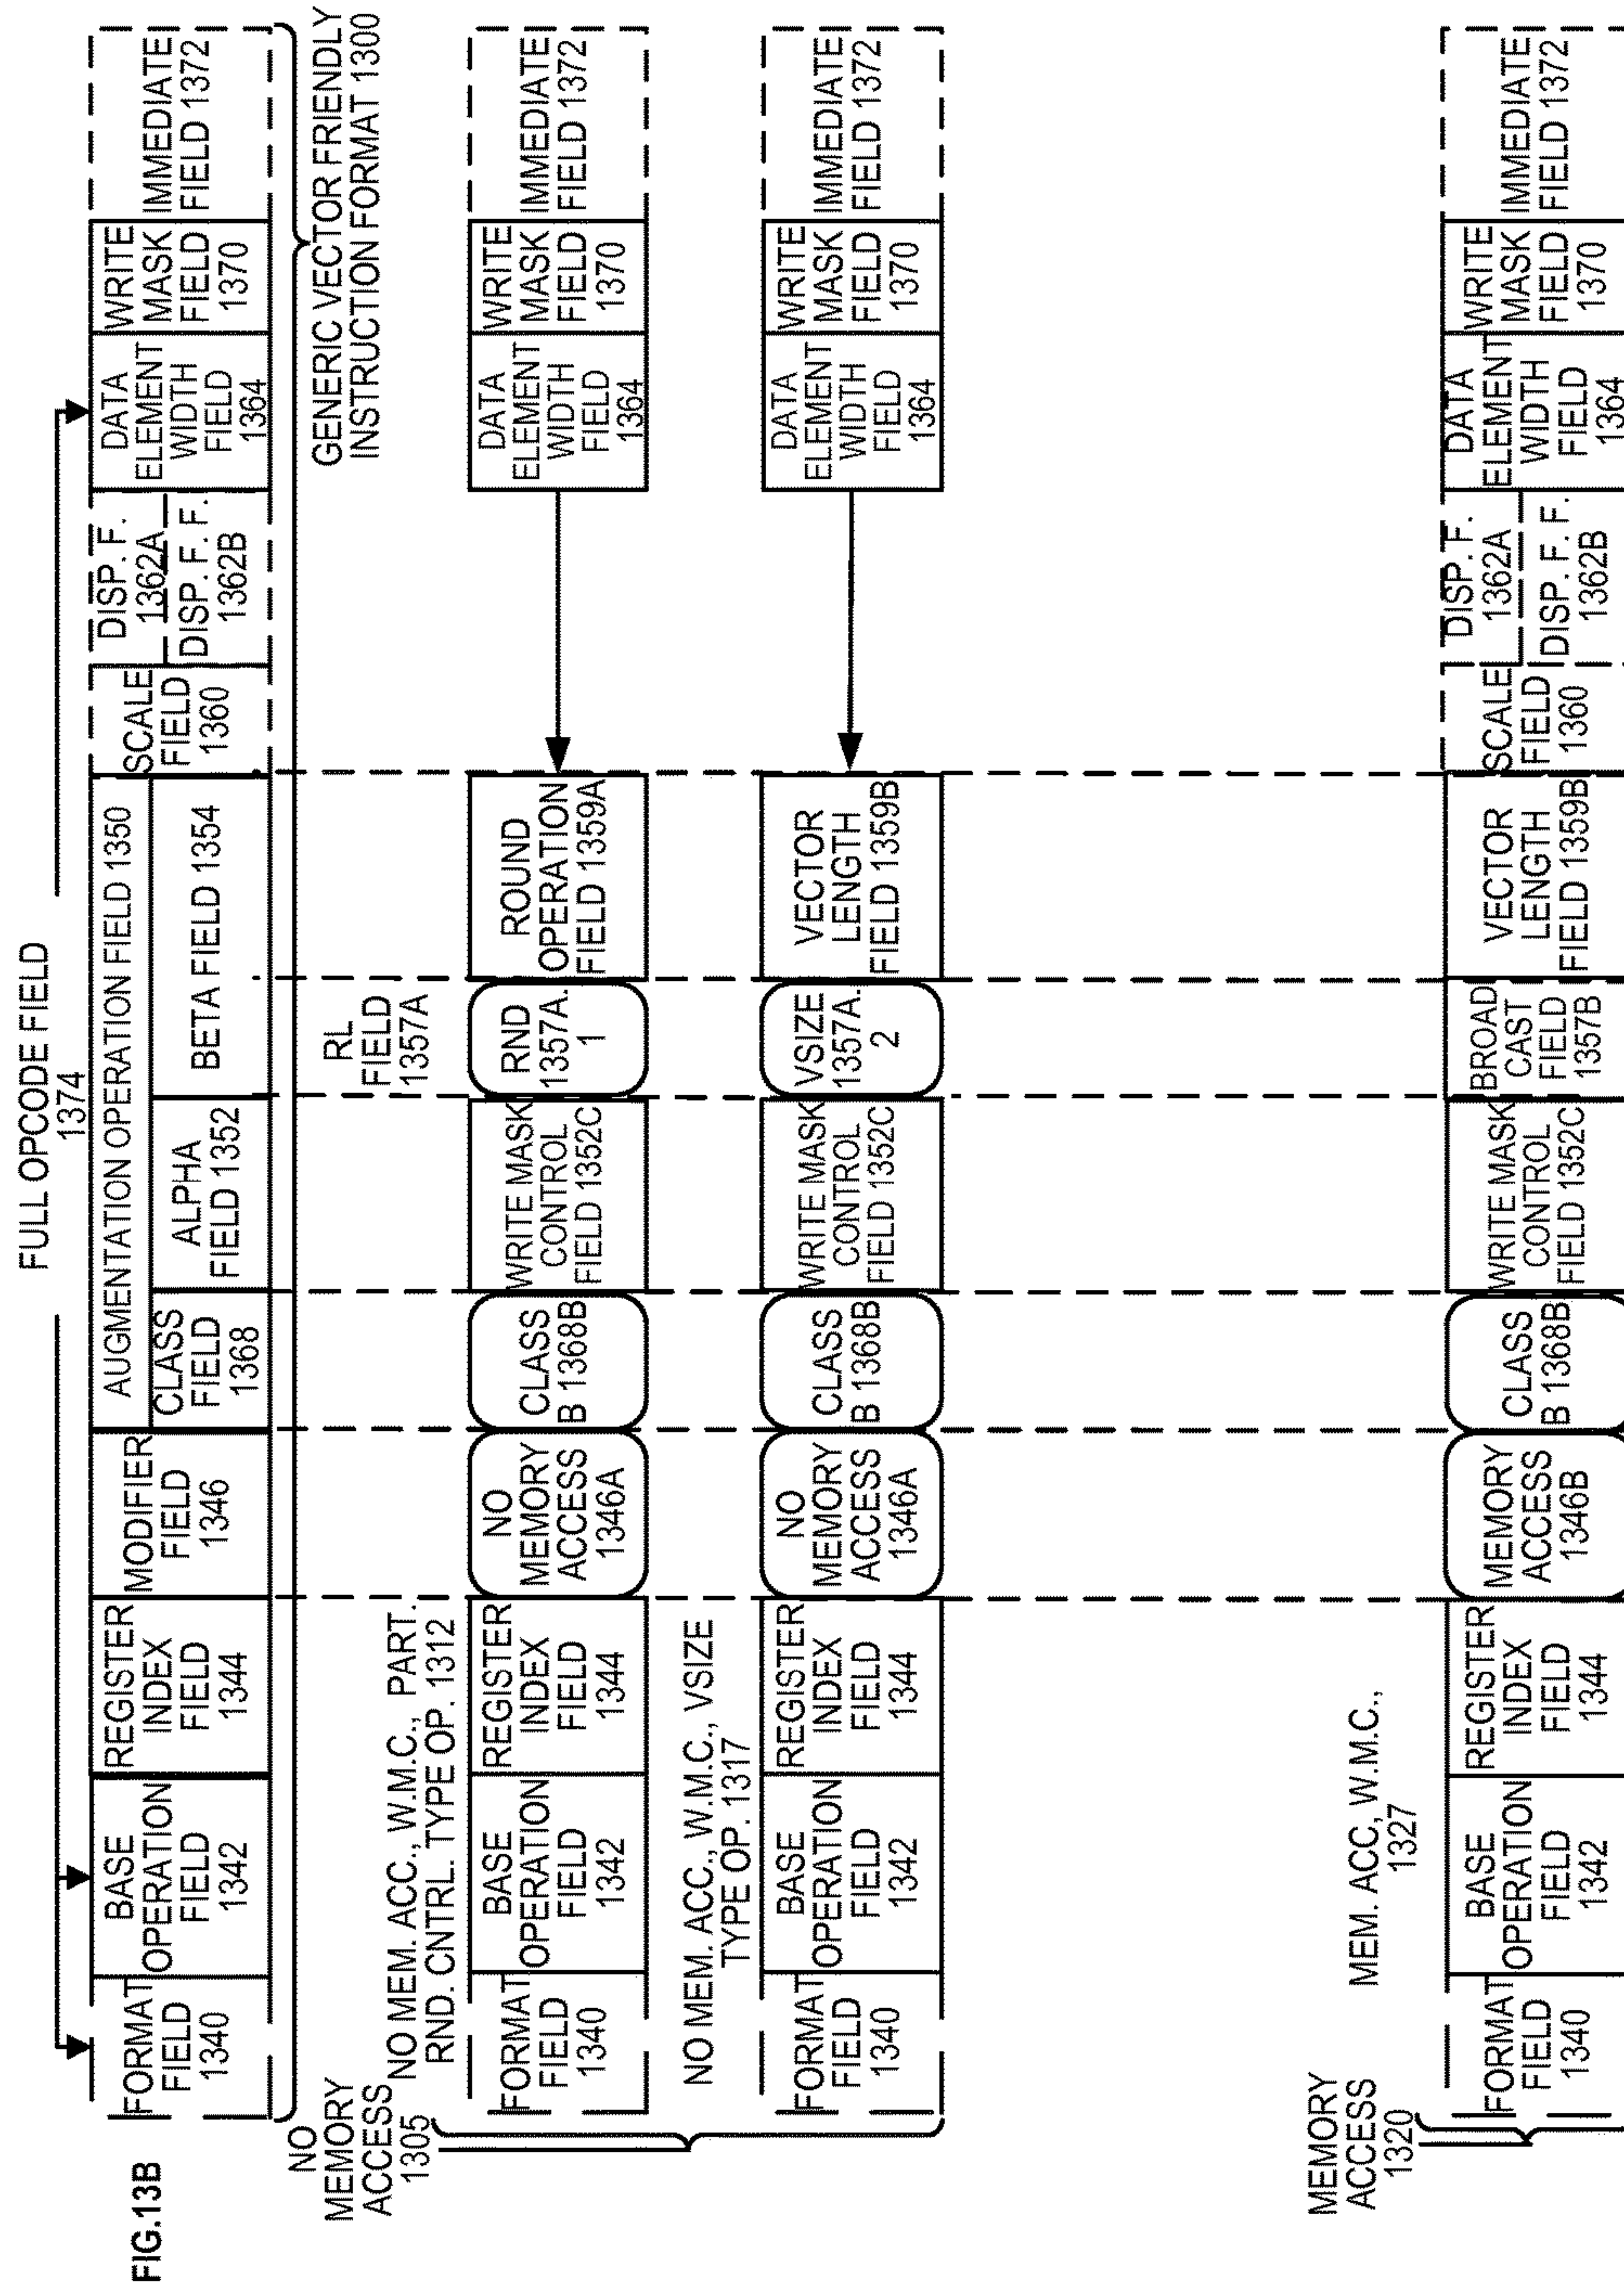 FIG.13B
FULL OPCODE FIELD
1374
FORMAT
FIELD
1340
BASE
OPERATION
FIELD
1342
REGISTER
INDEX
FIELD
1344
MODIFIER
FIELD
1346
AUGMENTATION OPERATION FIELD 1350
CLASS
FIELD
1368
ALPHA
FIELD 1352
BETA FIELD 1354
SCALE
FIELD
1360
DISP. F.
1362A
DISP. F. F.
1362B
DATA
ELEMENT
WIDTH
FIELD
1364
WRITE
MASK
FIELD
1370
IMMEDIATE
FIELD 1372
GENERIC VECTOR FRIENDLY
INSTRUCTION FORMAT 1300
NO
MEMORY
ACCESS
1305
NO MEM. ACC., W.M.C., PART.
RND. CNTRL. TYPE OP. 1312
RL
FIELD
1357A
FORMAT
FIELD
1340
BASE
OPERATION
FIELD
1342
REGISTER
INDEX
FIELD
1344
NO
MEMORY
ACCESS
1346A
CLASS
B 1368B
WRITE MASK
CONTROL
FIELD 1352C
RND
1357A.
1
ROUND
OPERATION
FIELD 1359A
DATA
ELEMENT
WIDTH
FIELD
1364
WRITE
MASK
FIELD
1370
IMMEDIATE
FIELD 1372
NO MEM. ACC., W.M.C., VSIZE
TYPE OP. 1317
FORMAT
FIELD
1340
BASE
OPERATION
FIELD
1342
REGISTER
INDEX
FIELD
1344
NO
MEMORY
ACCESS
1346A
CLASS
B 1368B
WRITE MASK
CONTROL
FIELD 1352C
VSIZE
1357A.
2
VECTOR
LENGTH
FIELD 1359B
DATA
ELEMENT
WIDTH
FIELD
1364
WRITE
MASK
FIELD
1370
IMMEDIATE
FIELD 1372
MEMORY
ACCESS
1320
MEM. ACC, W.M.C.,
1327
FORMAT
FIELD
1340
BASE
OPERATION
FIELD
1342
REGISTER
INDEX
FIELD
1344
MEMORY
ACCESS
1346B
CLASS
B 1368B
WRITE MASK
CONTROL
FIELD 1352C
BROAD
CAST
FIELD
1357B
VECTOR
LENGTH
FIELD 1359B
SCALE
FIELD
1360
DISP. F.
1362A
DISP. F. F.
1362B
DATA
ELEMENT
WIDTH
FIELD
1364
WRITE
MASK
FIELD
1370
IMMEDIATE
FIELD 1372